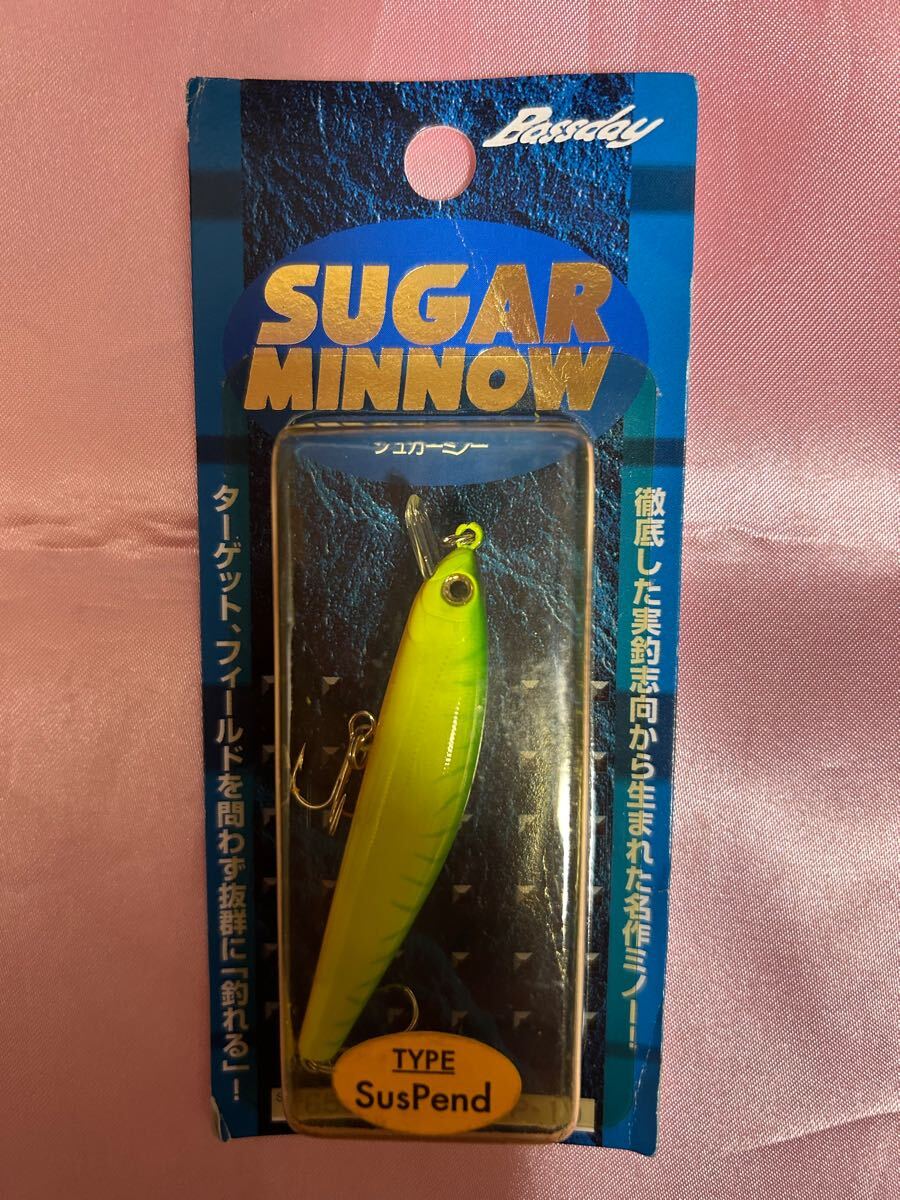 Bassday
SUGAR
MINNOW
シュガーミノー
徹底した実釣志向から生まれた名作ミノー!
ターゲット、フィールドを問わず抜群に「釣れる」!
TYPE
SusPend